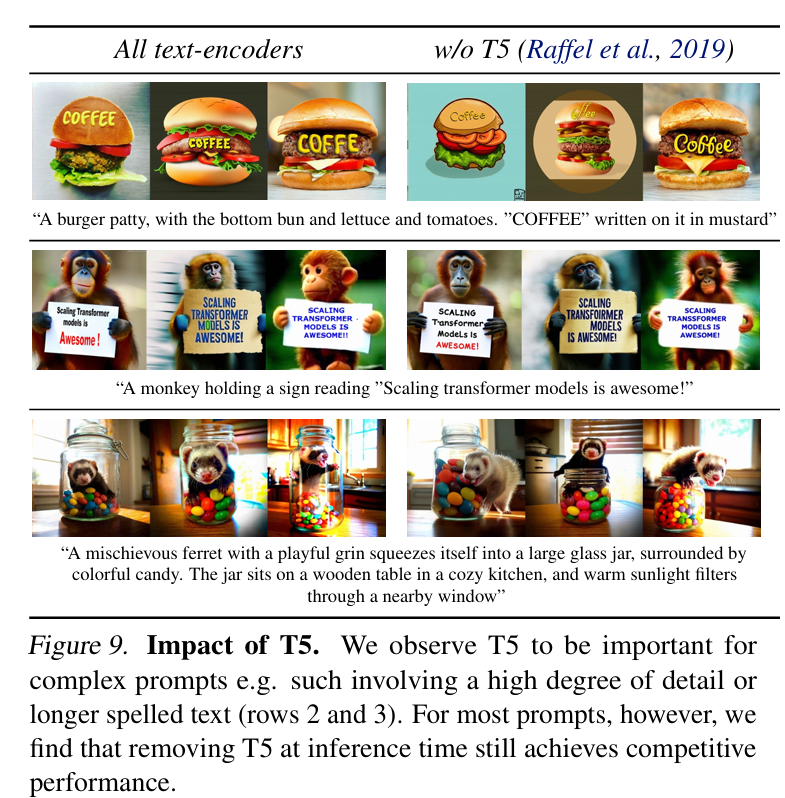 All text-encoders
w/o T5 (Raffel et al., 2019)
COFFEE
COFFEE
COFFE
Coffee
Coffee
“A burger patty, with the bottom bun and lettuce and tomatoes. ”COFFEE” written on it in mustard”
Scaling Transformer
models is
Awesome !
SCALING
TRANSFORMER
MODELS IS
AWESOME!
SCALING
TRANSFORMER ·
MODELS IS
AWESOME!!
SCALING
Transformer
Models Is
AWESOME!
SCALING
MODELS IS
AWESOME!
SCALING
MODELS IS
AWESOME!!
“A monkey holding a sign reading ”Scaling transformer models is awesome!”
“A mischievous ferret with a playful grin squeezes itself into a large glass jar, surrounded by
colorful candy. The jar sits on a wooden table in a cozy kitchen, and warm sunlight filters
through a nearby window”
Figure 9. Impact of T5. We observe T5 to be important for
complex prompts e.g. such involving a high degree of detail or
longer spelled text (rows 2 and 3). For most prompts, however, we
find that removing T5 at inference time still achieves competitive
performance.